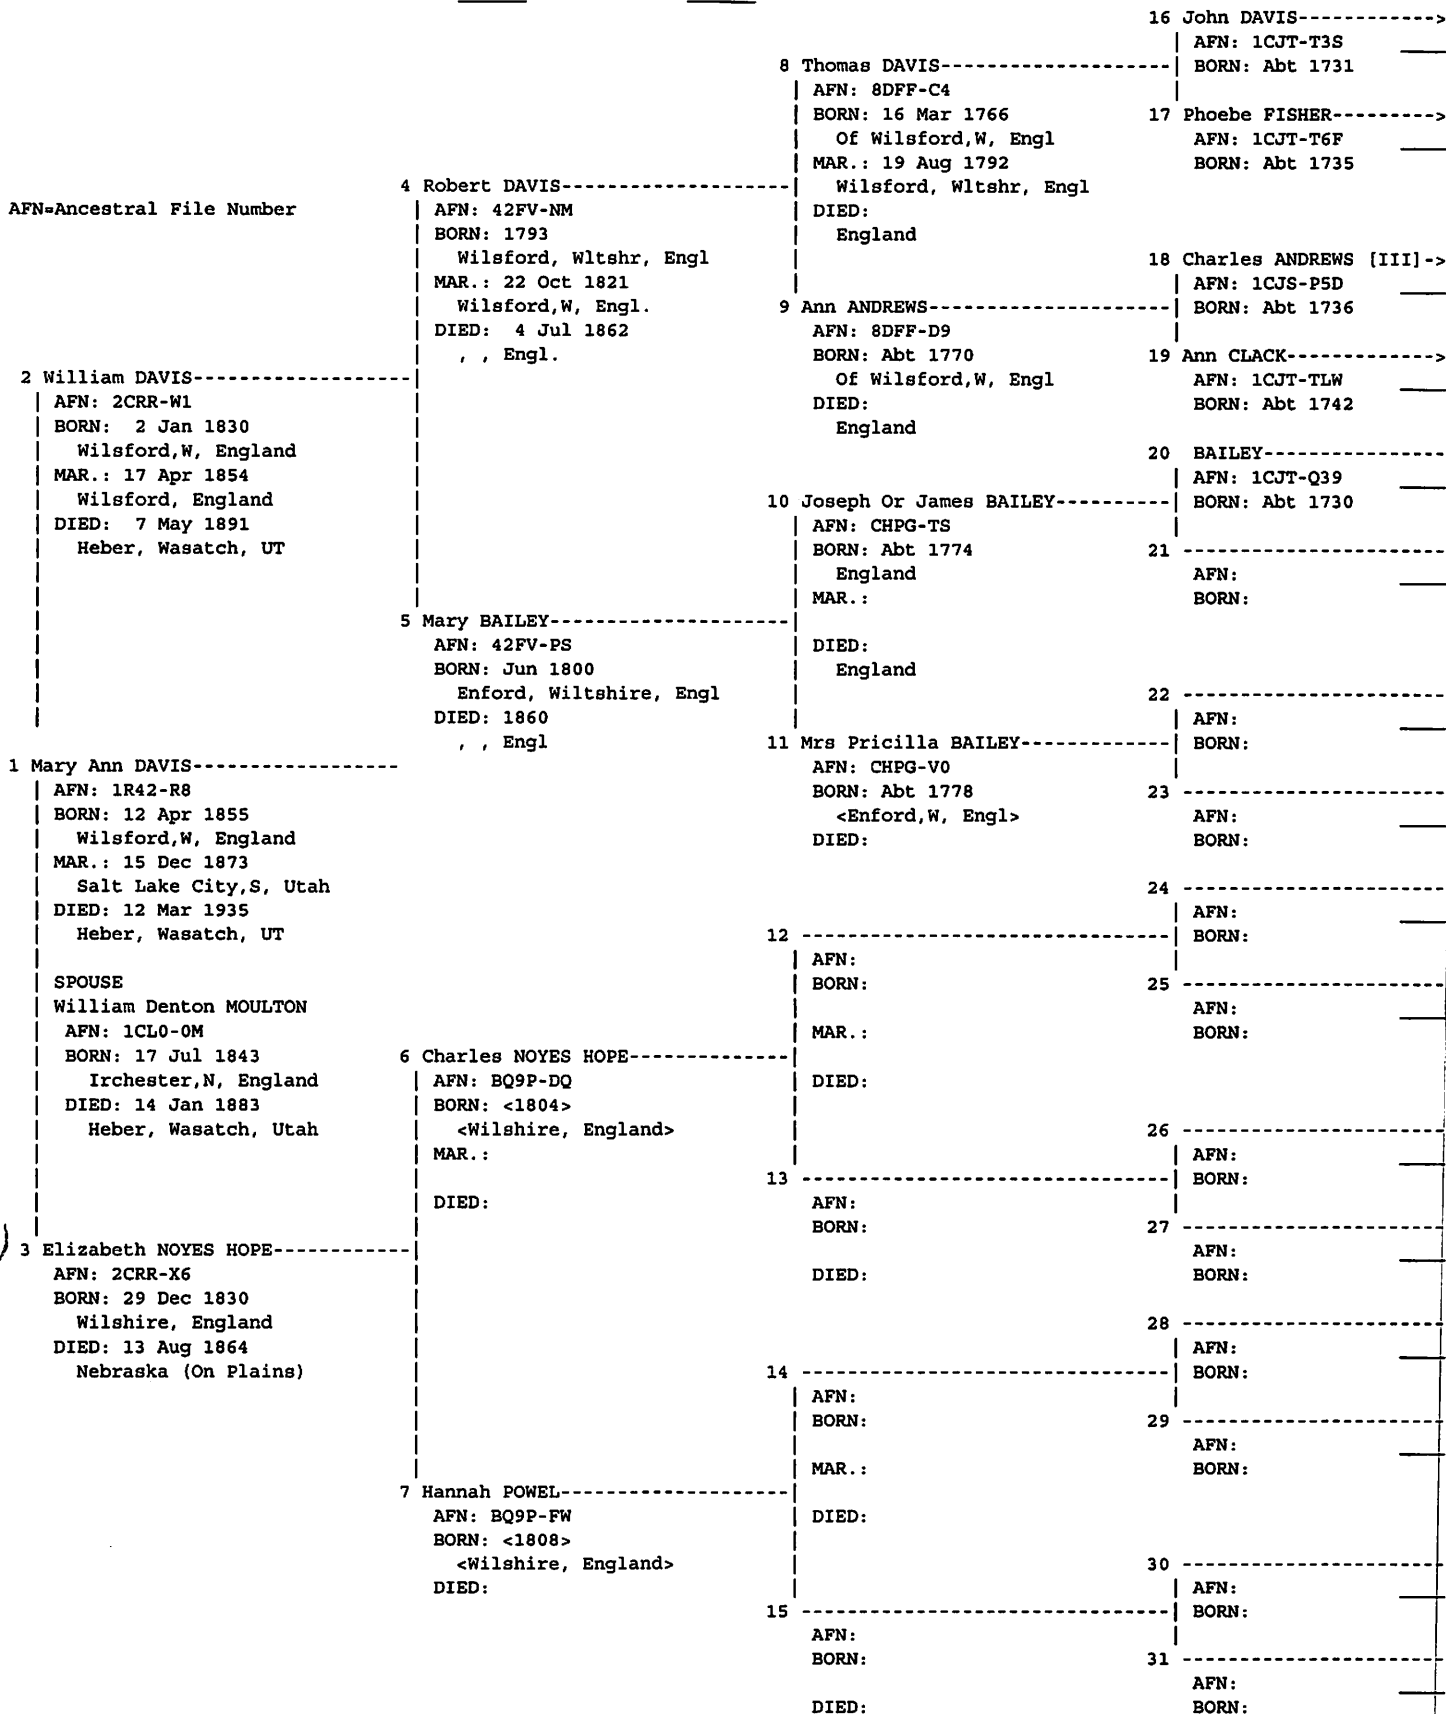 AFN=Ancestral File Number
1 Mary Ann DAVIS
AFN: 1R42-R8
BORN: 12 Apr 1855
Wilsford,W, England
MAR.: 15 Dec 1873
Salt Lake City,S, Utah
DIED: 12 Mar 1935
Heber, Wasatch, UT
SPOUSE
William Denton MOULTON
AFN: 1CL0-0M
BORN: 17 Jul 1843
Irchester,N, England
DIED: 14 Jan 1883
Heber, Wasatch, Utah
2 William DAVIS
AFN: 2CRR-W1
BORN: 2 Jan 1830
Wilsford,W, England
MAR.: 17 Apr 1854
Wilsford, England
DIED: 7 May 1891
Heber, Wasatch, UT
3 Elizabeth NOYES HOPE
AFN: 2CRR-X6
BORN: 29 Dec 1830
Wilshire, England
DIED: 13 Aug 1864
Nebraska (On Plains)
4 Robert DAVIS
AFN: 42FV-NM
BORN: 1793
Wilsford, Wltshr, Engl
MAR.: 22 Oct 1821
Wilsford,W, Engl.
DIED: 4 Jul 1862
, , Engl.
5 Mary BAILEY
AFN: 42FV-PS
BORN: Jun 1800
Enford, Wiltshire, Engl
DIED: 1860
, , Engl
6 Charles NOYES HOPE
AFN: BQ9P-DQ
BORN: <1804>
<Wilshire, England>
MAR.:
DIED:
7 Hannah POWEL
AFN: BQ9P-FW
BORN: <1808>
<Wilshire, England>
DIED:
8 Thomas DAVIS
AFN: 8DFF-C4
BORN: 16 Mar 1766
Of Wilsford,W, Engl
MAR.: 19 Aug 1792
Wilsford, Wltshr, Engl
DIED:
England
9 Ann ANDREWS
AFN: 8DFF-D9
BORN: Abt 1770
Of Wilsford,W, Engl
DIED:
England
10 Joseph Or James BAILEY
AFN: CHPG-TS
BORN: Abt 1774
England
MAR.:
DIED:
England
11 Mrs Pricilla BAILEY
AFN: CHPG-V0
BORN: Abt 1778
<Enford,W, Engl>
DIED:
12
AFN:
BORN:
MAR.:
DIED:
13
AFN:
BORN:
DIED:
14
AFN:
BORN:
MAR.:
DIED:
15
AFN:
BORN:
DIED:
16 John DAVIS------------>
AFN: 1CJT-T3S
BORN: Abt 1731
17 Phoebe FISHER--------->
AFN: 1CJT-T6F
BORN: Abt 1735
18 Charles ANDREWS [III]->
AFN: 1CJS-P5D
BORN: Abt 1736
19 Ann CLACK------------->
AFN: 1CJT-TLW
BORN: Abt 1742
20 BAILEY
AFN: 1CJT-Q39
BORN: Abt 1730
21
AFN:
BORN:
22
AFN:
BORN:
23
AFN:
BORN:
24
AFN:
BORN:
25
AFN:
BORN:
26
AFN:
BORN:
27
AFN:
BORN:
28
AFN:
BORN:
29
AFN:
BORN:
30
AFN:
BORN:
31
AFN:
BORN: